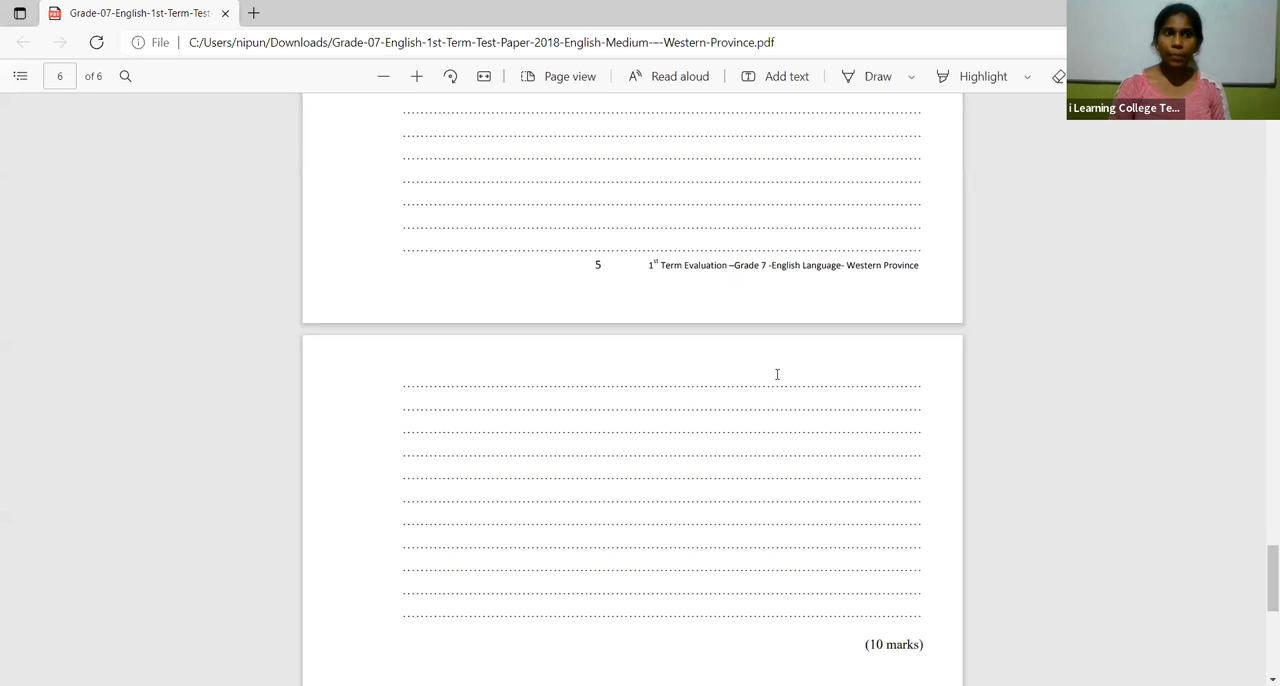 Grade-07-English-1st-Term-Test-
File
C:/Users/nipun/Downloads/Grade-07-English-1st-Term-Test-Paper-2018-English-Medium-–-Western-Province.pdf
6 of 6
Page view
Read aloud
Add text
Draw
Highlight
i Learning College Te...
5
1st Term Evaluation –Grade 7 -English Language- Western Province
(10 marks)